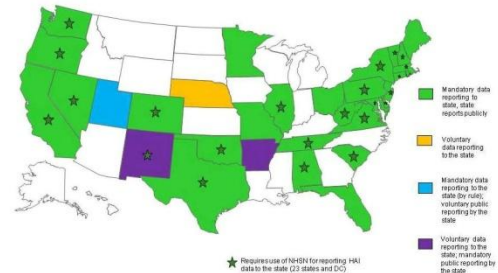 Mandatory data
reporting to
state, state
reports publicly
Voluntary
data reporting
to the state
Mandatory data
reporting to the
state (by rule);
voluntary public
reporting by the
state
Voluntary data
reporting to the
state; mandatory
public reporting by
the state
Requires use of NHSN for reporting HAI
data to the state (23 states and DC)